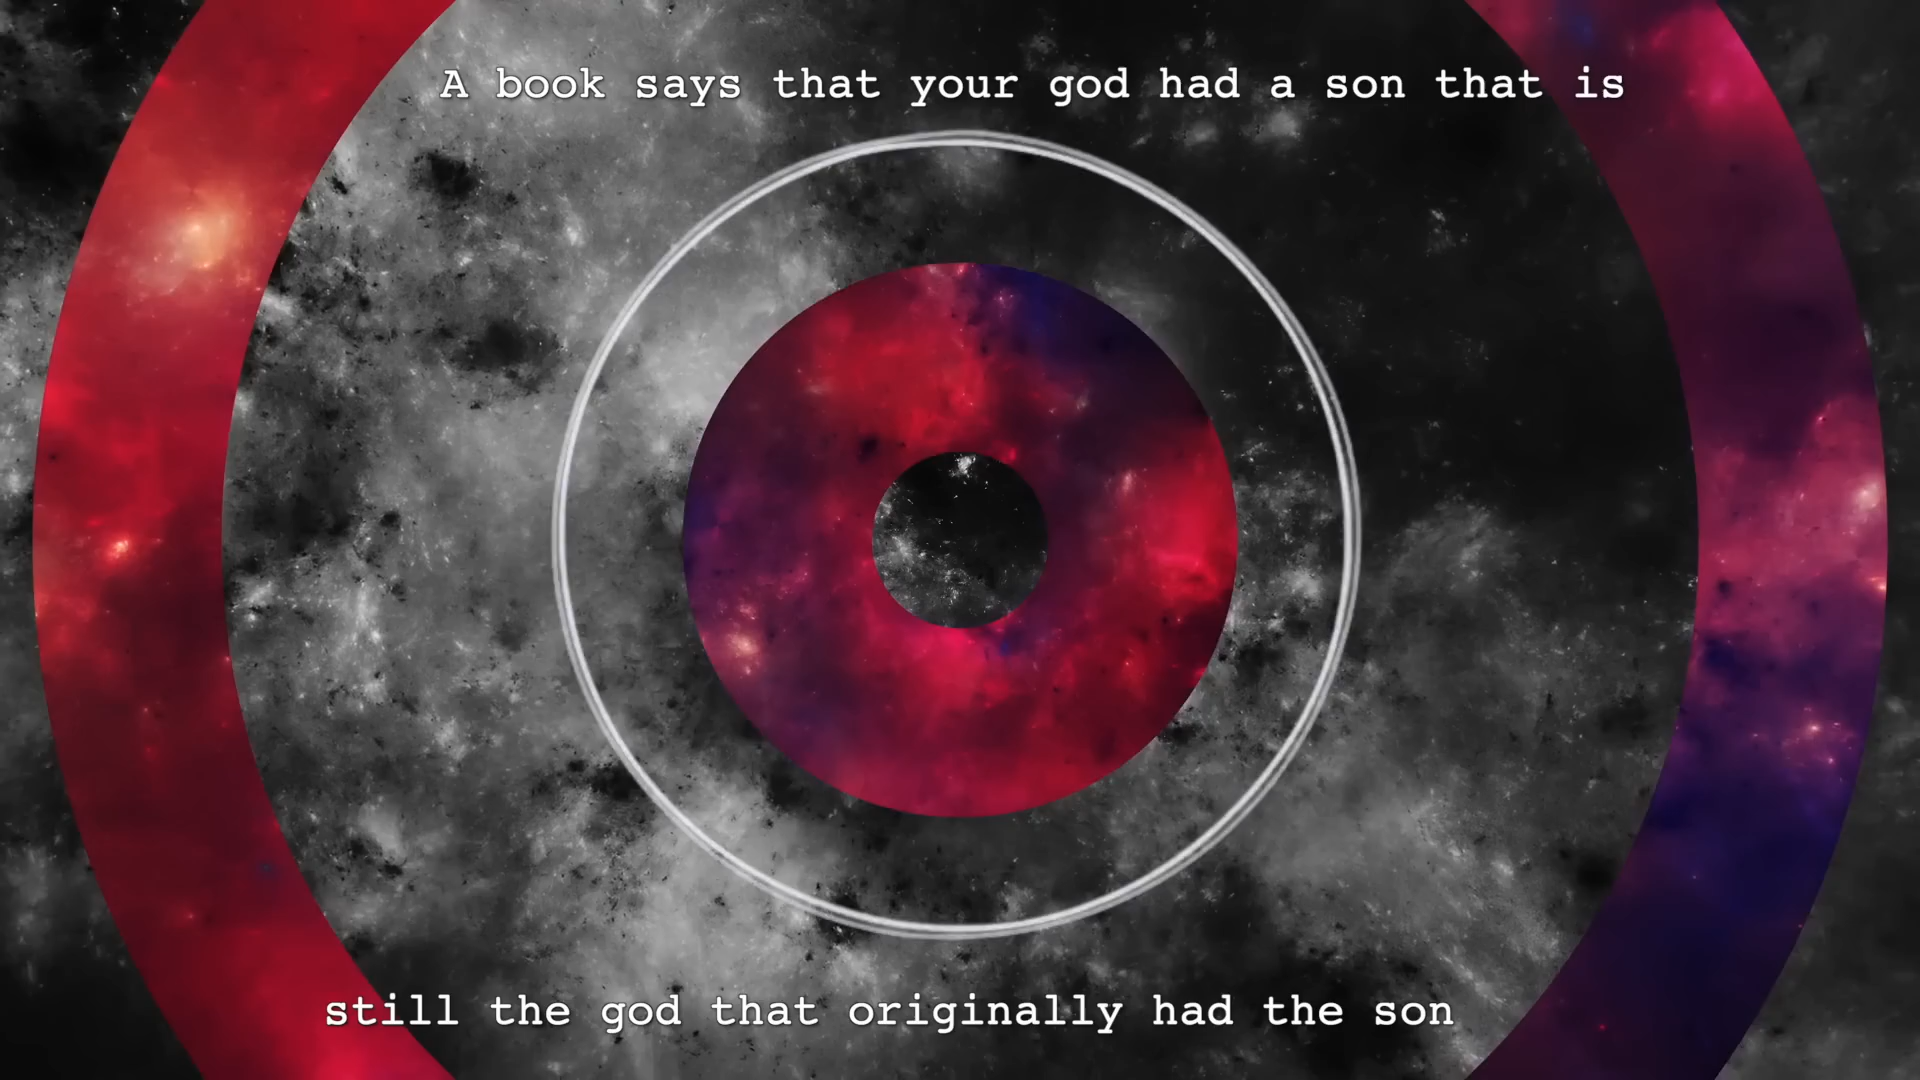 A book says that your god had a son that is
still the god that originally had the son